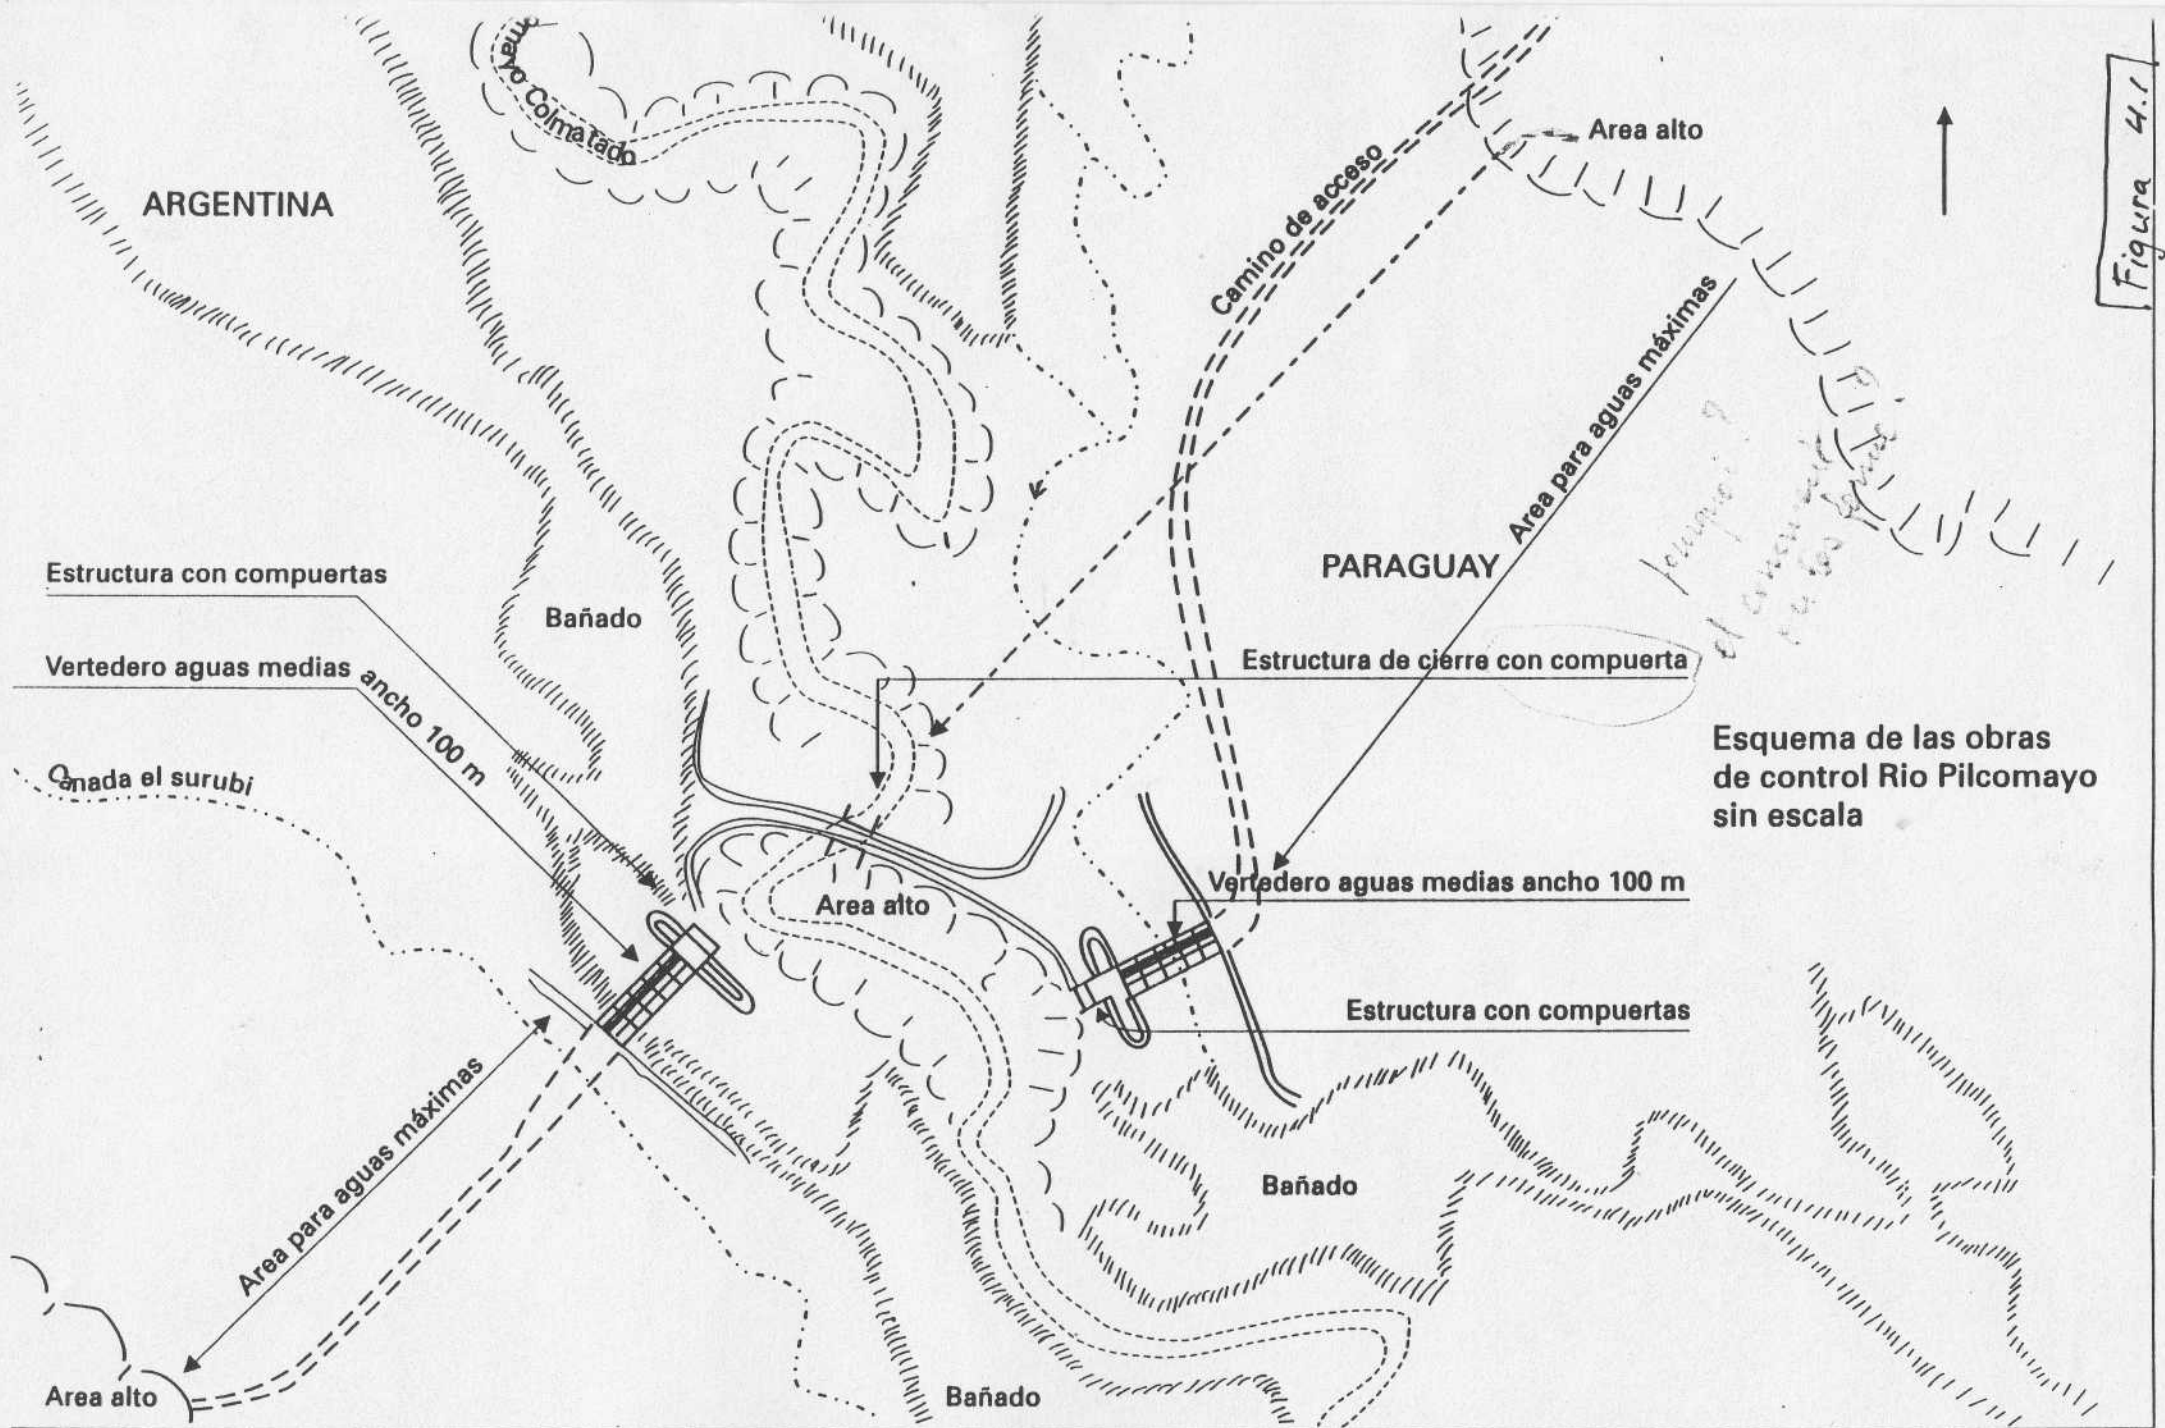 Figura 4.1
mayo Colmatado
Area alto
ARGENTINA
Camino de acceso
Area para aguas máximas
PARAGUAY
Estructura con compuertas
Bañado
Vertedero aguas medias ancho 100 m
Estructura de cierre con compuerta
Canada el surubi
Esquema de las obras
de control Rio Pilcomayo
sin escala
Vertedero aguas medias ancho 100 m
Area alto
Estructura con compuertas
Area para aguas máximas
Bañado
Area alto
Bañado